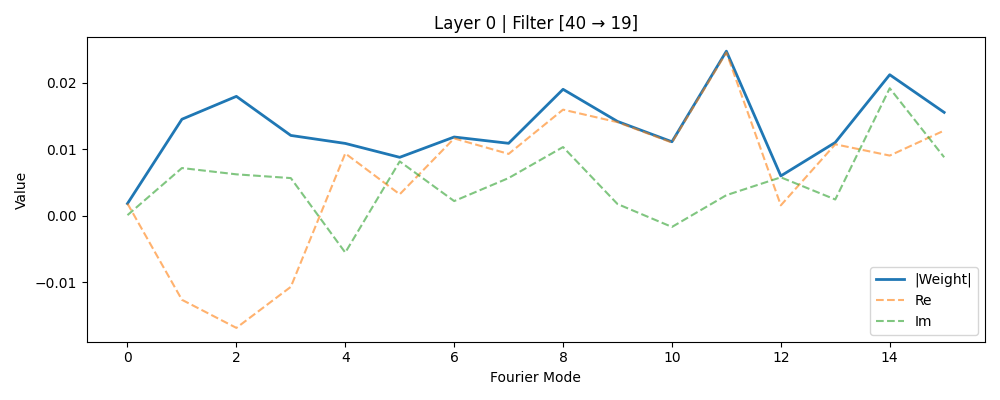 Layer 0 | Filter [40 → 19]
Value
0.02
0.01
0.00
−0.01
|Weight|
Re
Im
0 2 4 6 8 10 12 14
Fourier Mode